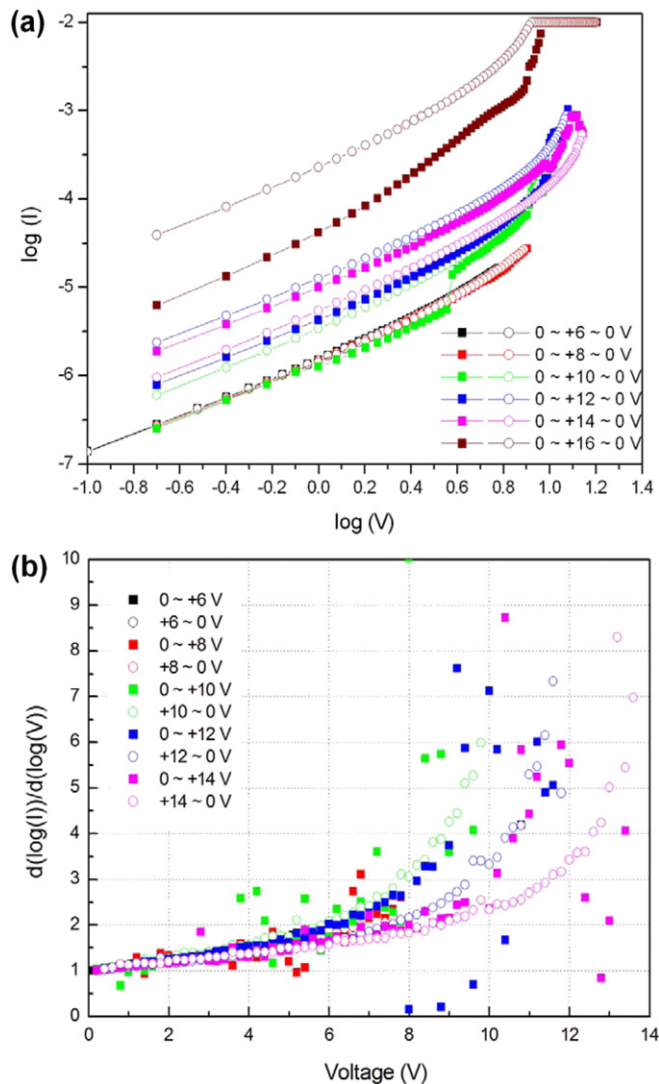 (a)
log (I)
-2
-3
-4
-5
-6
-7
0 ~ +6 ~ 0 V
0 ~ +8 ~ 0 V
0 ~ +10 ~ 0 V
0 ~ +12 ~ 0 V
0 ~ +14 ~ 0 V
0 ~ +16 ~ 0 V
-1.0 -0.8 -0.6 -0.4 -0.2 0.0 0.2 0.4 0.6 0.8 1.0 1.2 1.4
log (V)
(b)
d(log(I))/d(log(V))
10
9
8
7
6
5
4
3
2
1
0
0 ~ +6 V
+6 ~ 0 V
0 ~ +8 V
+8 ~ 0 V
0 ~ +10 V
+10 ~ 0 V
0 ~ +12 V
+12 ~ 0 V
0 ~ +14 V
+14 ~ 0 V
0 2 4 6 8 10 12 14
Voltage (V)